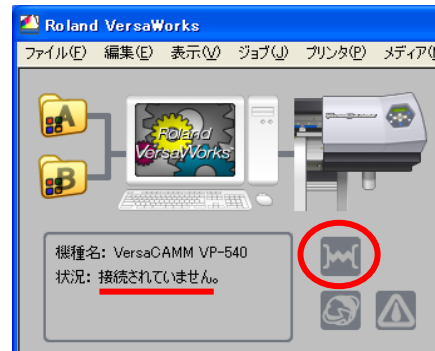 Roland VersaWorks
ファイル(F) 編集(E) 表示(V) ジョブ(J) プリンタ(P) メディア(
A
Roland
VersaWorks
B
機種名: VersaCAMM VP-540
状況: 接続されていません。